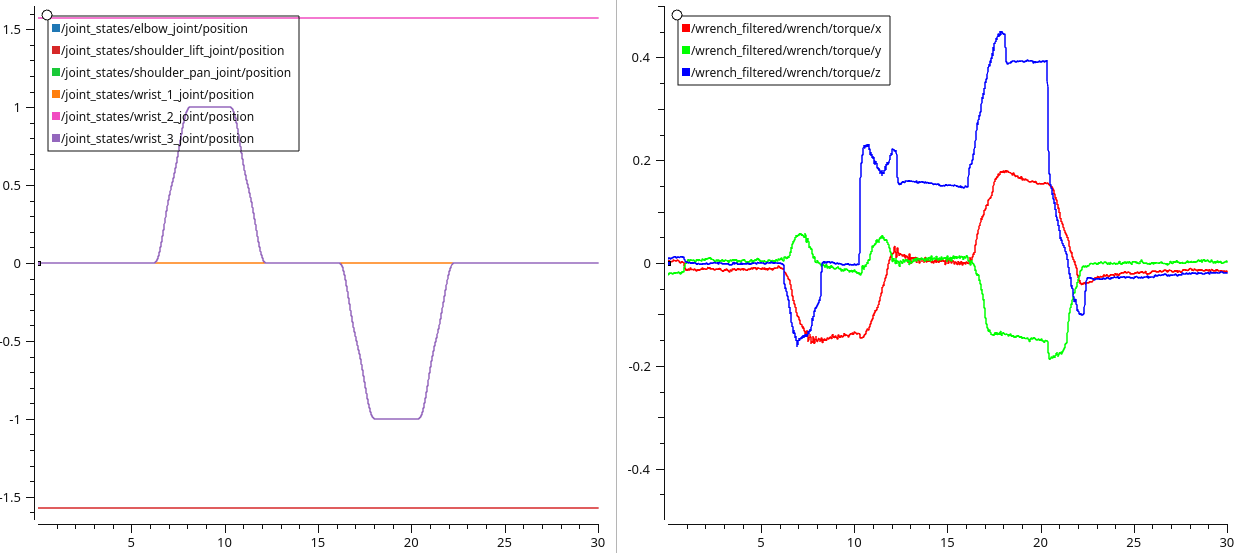 /joint_states/elbow_joint/position
/joint_states/shoulder_lift_joint/position
/joint_states/shoulder_pan_joint/position
/joint_states/wrist_1_joint/position
/joint_states/wrist_2_joint/position
/joint_states/wrist_3_joint/position
1.5
1
0.5
0
-0.5
-1
-1.5
5
10
15
20
25
30
/wrench_filtered/wrench/torque/x
/wrench_filtered/wrench/torque/y
/wrench_filtered/wrench/torque/z
0.4
0.2
0
-0.2
-0.4
5
10
15
20
25
30